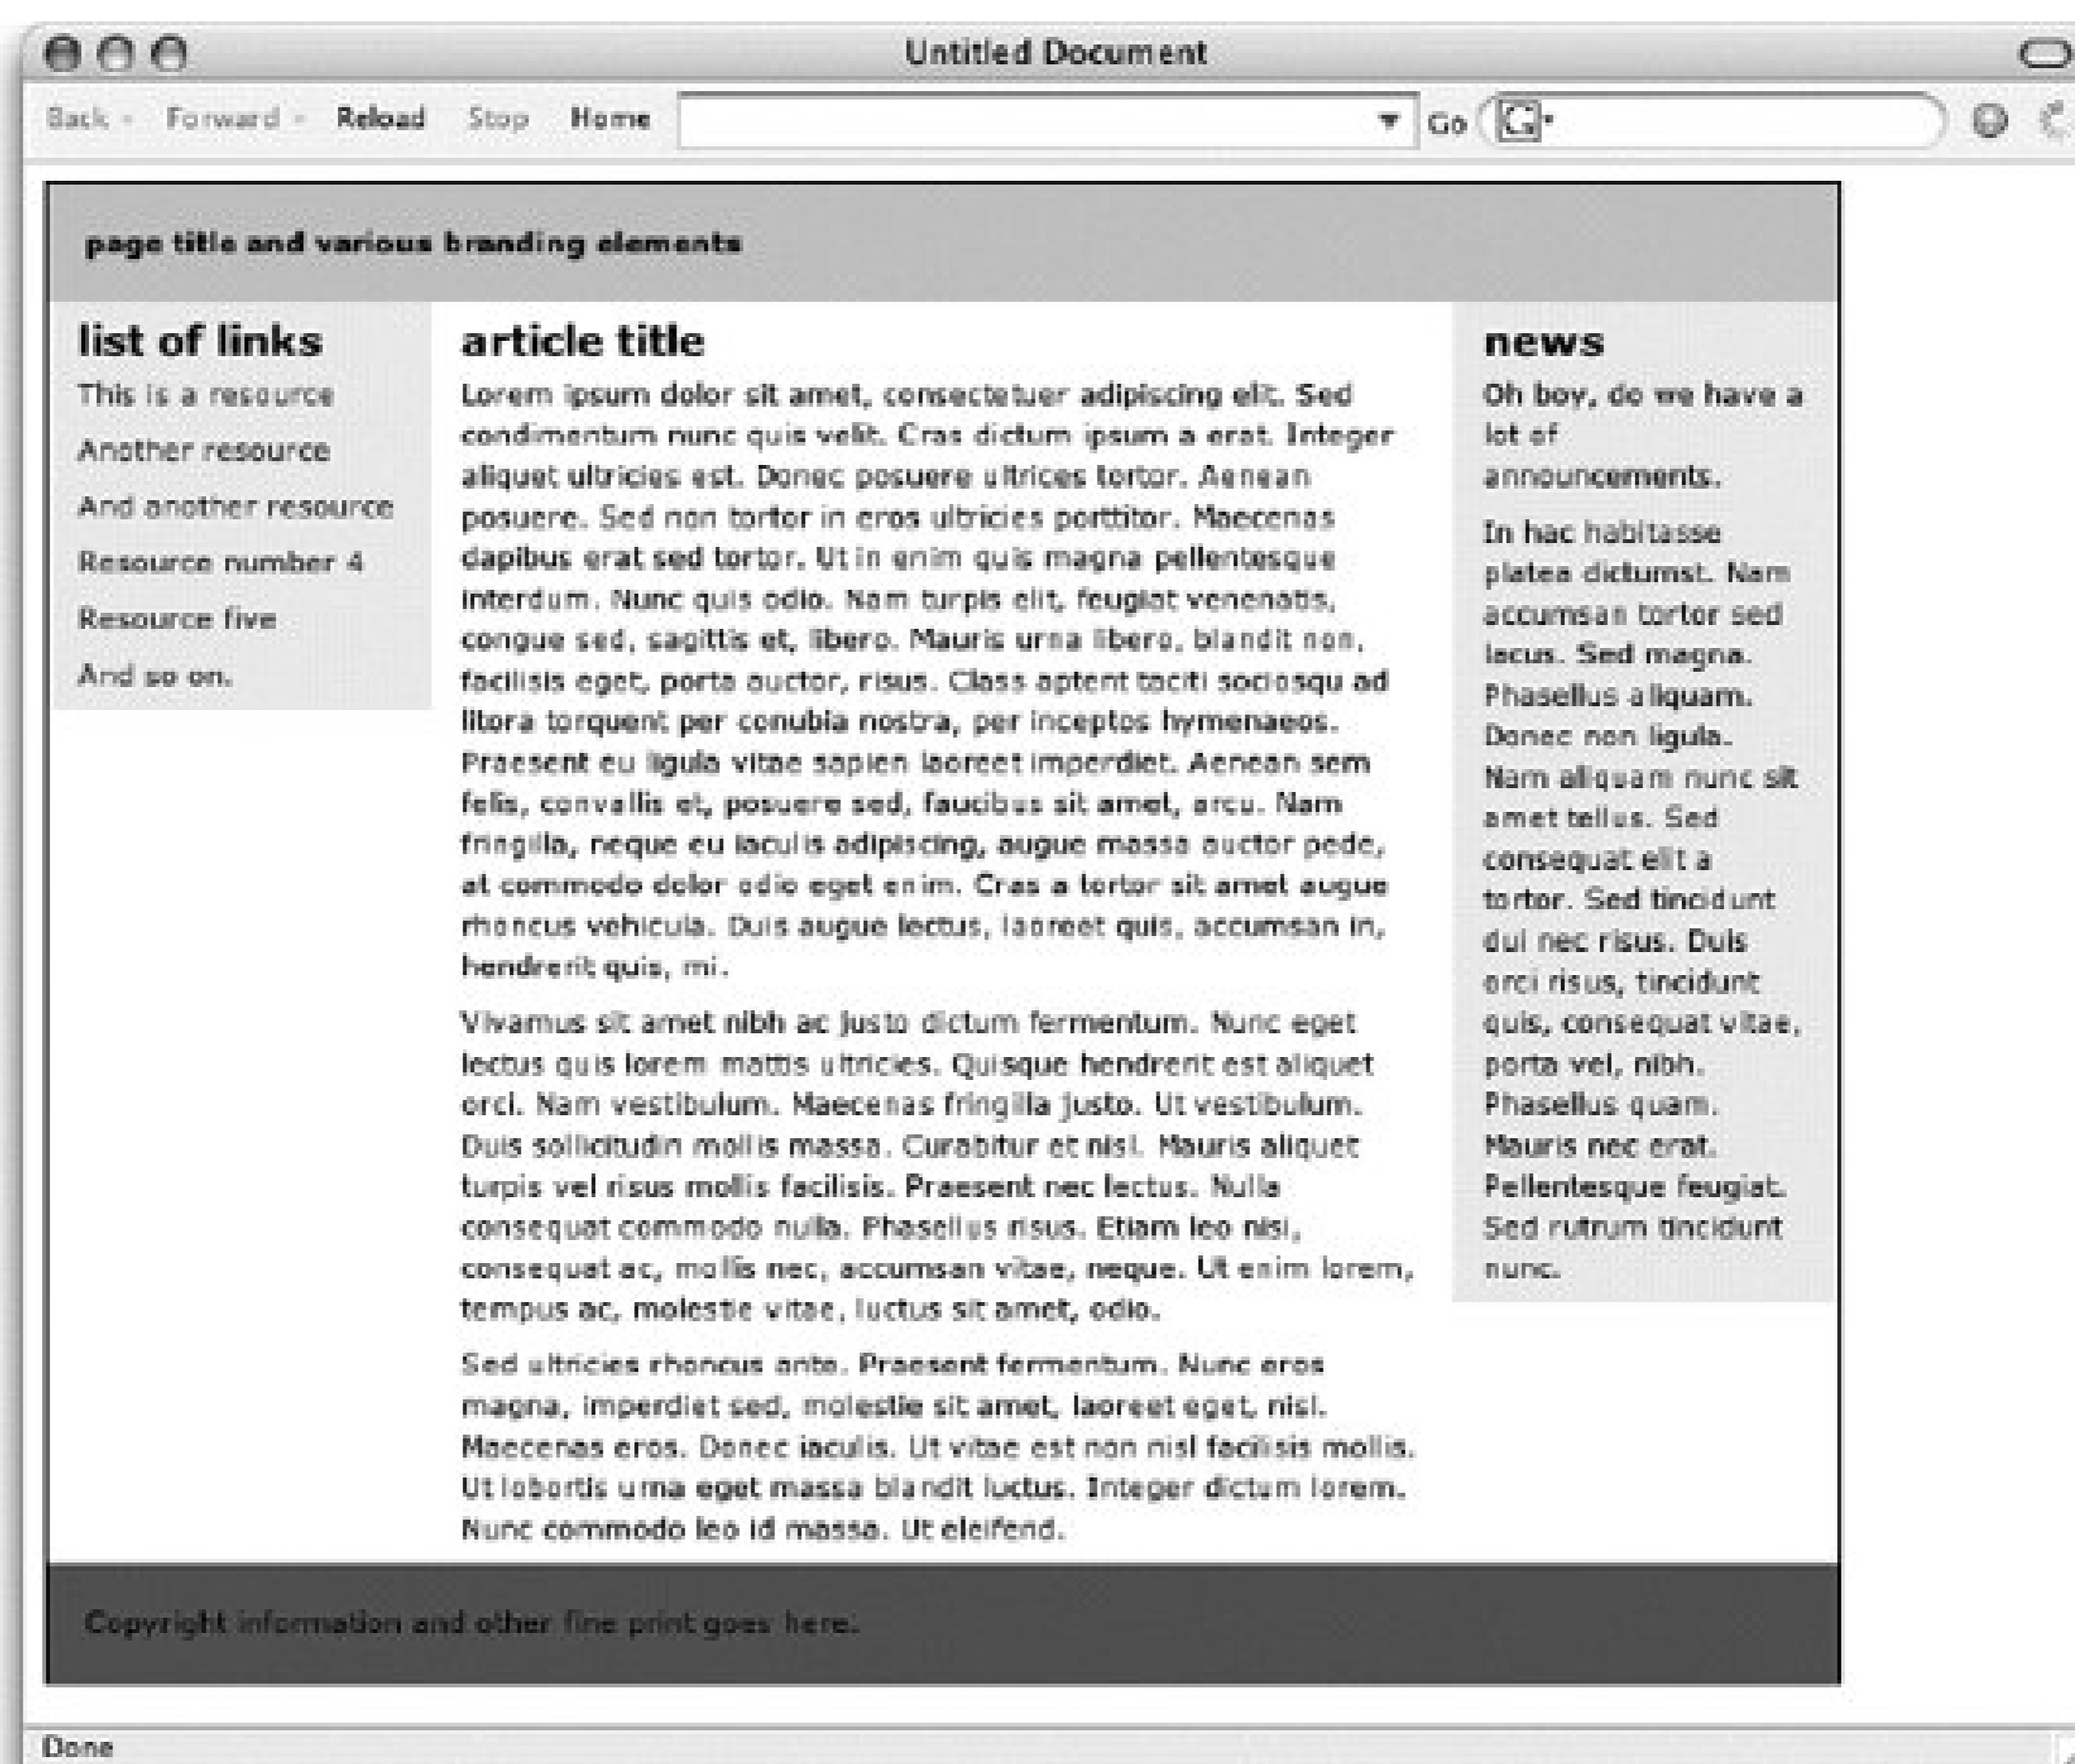 Untitled Document
Back Forward Reload Stop Home Go G
page title and various branding elements
list of links
This is a resource
Another resource
And another resource
Resource number 4
Resource five
And so on.
article title
Lorem ipsum dolor sit amet, consectetuer adipiscing elit. Sed
condimentum nunc quis velit. Cras dictum ipsum a erat. Integer
aliquet ultricies est. Donec posuere ultrices tortor. Aenean
posuere. Sed non tortor in eros ultricies porttitor. Maecenas
dapibus erat sed tortor. Ut in enim quis magna pellentesque
interdum. Nunc quis odio. Nam turpis elit, feugiat venenatis,
congue sed, sagittis et, libero. Mauris urna libero, blandit non,
facilisis eget, porta auctor, risus. Class aptent taciti sociosqu ad
litora torquent per conubia nostra, per inceptos hymenaeos.
Praesent eu ligula vitae sapien laoreet imperdiet. Aenean sem
felis, convallis et, posuere sed, faucibus sit amet, arcu. Nam
fringilla, neque eu iaculis adipiscing, augue massa auctor pede,
at commodo dolor odio eget enim. Cras a tortor sit amet augue
rhoncus vehicula. Duis augue lectus, laoreet quis, accumsan in,
hendrerit quis, mi.
Vivamus sit amet nibh ac justo dictum fermentum. Nunc eget
lectus quis lorem mattis ultricies. Quisque hendrerit est aliquet
orci. Nam vestibulum. Maecenas fringilla justo. Ut vestibulum.
Duis sollicitudin mollis massa. Curabitur et nisl. Mauris aliquet
turpis vel risus mollis facilisis. Praesent nec lectus. Nulla
consequat commodo nulla. Phasellus risus. Etiam leo nisi,
consequat ac, mollis nec, accumsan vitae, neque. Ut enim lorem,
tempus ac, molestie vitae, luctus sit amet, odio.
Sed ultricies rhoncus ante. Praesent fermentum. Nunc eros
magna, imperdiet sed, molestie sit amet, laoreet eget, nisl.
Maecenas eros. Donec iaculis. Ut vitae est non nisl facilisis mollis.
Ut lobortis urna eget massa blandit luctus. Integer dictum lorem.
Nunc commodo leo id massa. Ut eleifend.
news
Oh boy, do we have a
lot of
announcements.
In hac habitasse
platea dictumst. Nam
accumsan tortor sed
lacus. Sed magna.
Phasellus aliquam.
Donec non ligula.
Nam aliquam nunc sit
amet tellus. Sed
consequat elit a
tortor. Sed tincidunt
dui nec risus. Duis
orci risus, tincidunt
quis, consequat vitae,
porta vel, nibh.
Phasellus quam.
Mauris nec erat.
Pellentesque feugiat.
Sed rutrum tincidunt
nunc.
Copyright information and other fine print goes here.
Done